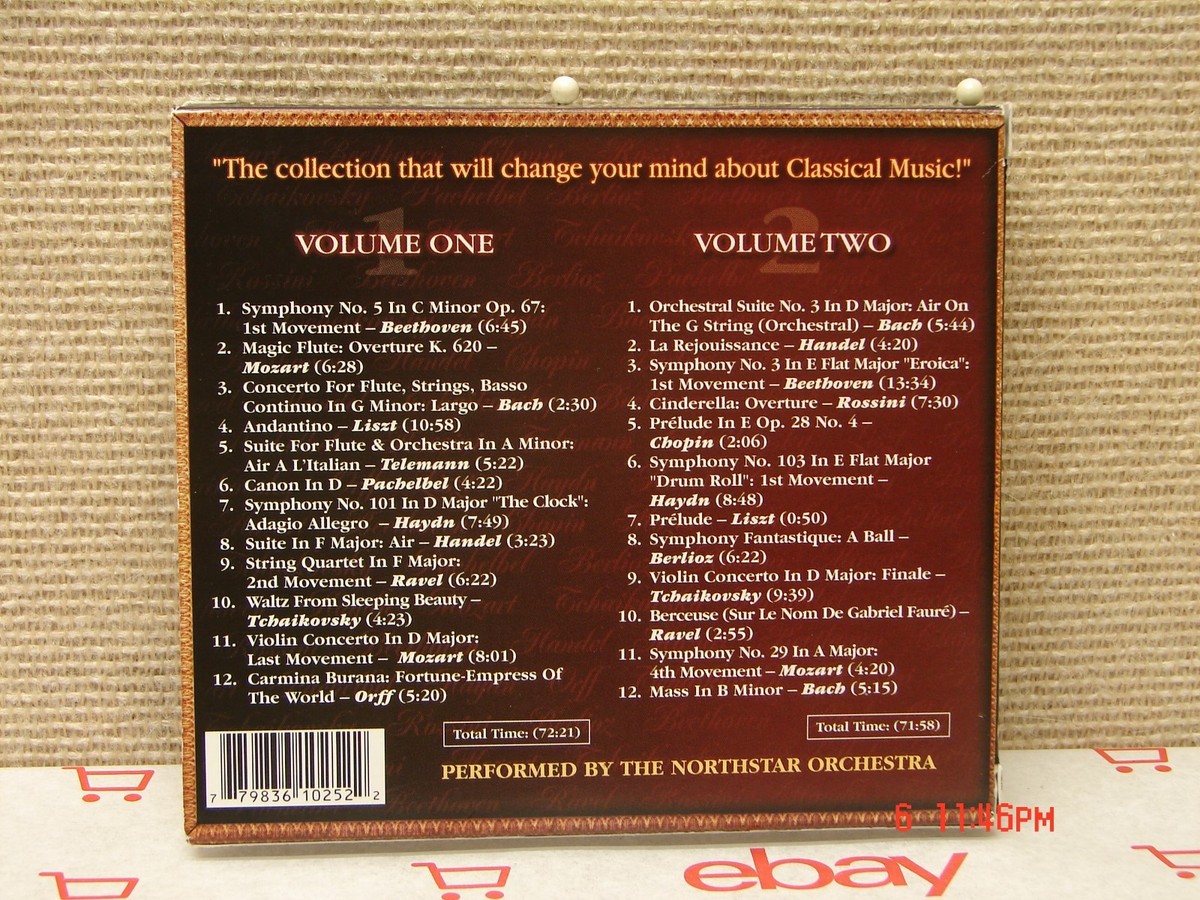 "The collection that will change your mind about Classical Music!"
1
VOLUME ONE
1. Symphony No. 5 In C Minor Op. 67:
1st Movement – Beethoven (6:45)
2. Magic Flute: Overture K. 620 –
Mozart (6:28)
3. Concerto For Flute, Strings, Basso
Continuo In G Minor: Largo – Bach (2:30)
4. Andantino – Liszt (10:58)
5. Suite For Flute & Orchestra In A Minor:
Air A L'Italian – Telemann (5:22)
6. Canon In D – Pachelbel (4:22)
7. Symphony No. 101 In D Major "The Clock":
Adagio Allegro – Haydn (7:49)
8. Suite In F Major: Air – Handel (3:23)
9. String Quartet In F Major:
2nd Movement – Ravel (6:22)
10. Waltz From Sleeping Beauty –
Tchaikovsky (4:23)
11. Violin Concerto In D Major:
Last Movement – Mozart (8:01)
12. Carmina Burana: Fortune-Empress Of
The World – Orff (5:20)
Total Time: (72:21)
2
VOLUME TWO
1. Orchestral Suite No. 3 In D Major: Air On
The G String (Orchestral) – Bach (5:44)
2. La Rejouissance – Handel (4:20)
3. Symphony No. 3 In E Flat Major "Eroica":
1st Movement – Beethoven (13:34)
4. Cinderella: Overture – Rossini (7:30)
5. Prélude In E Op. 28 No. 4 –
Chopin (2:06)
6. Symphony No. 103 In E Flat Major
"Drum Roll": 1st Movement –
Haydn (8:48)
7. Prélude – Liszt (0:50)
8. Symphony Fantastique: A Ball –
Berlioz (6:22)
9. Violin Concerto In D Major: Finale –
Tchaikovsky (9:39)
10. Berceuse (Sur Le Nom De Gabriel Fauré) –
Ravel (2:55)
11. Symphony No. 29 In A Major:
4th Movement – Mozart (4:20)
12. Mass In B Minor – Bach (5:15)
Total Time: (71:58)
PERFORMED BY THE NORTHSTAR ORCHESTRA
7 79836 10252 2
6 11:46PM
ebay